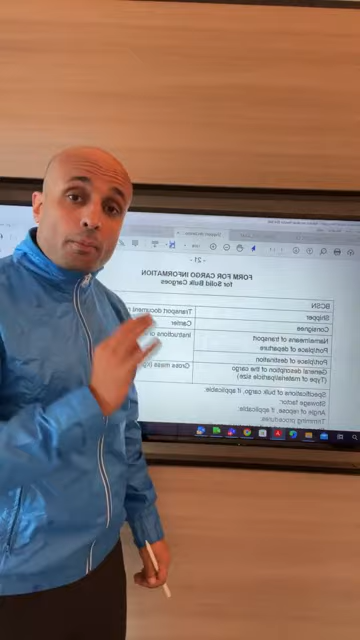 - 21 -
FORM FOR CARGO INFORMATION
for Solid Bulk Cargoes
BCSN
Shipper
Transport document n
Consignee
Carrier
Name/means of transport
Port/place of departure
Instructions or o
Port/place of destination
General description of the cargo
(Type of material/particle size)
Gross mass (kg/
Specifications of bulk cargo, if applicable:
Stowage factor:
Angle of repose, if applicable:
Trimming procedures